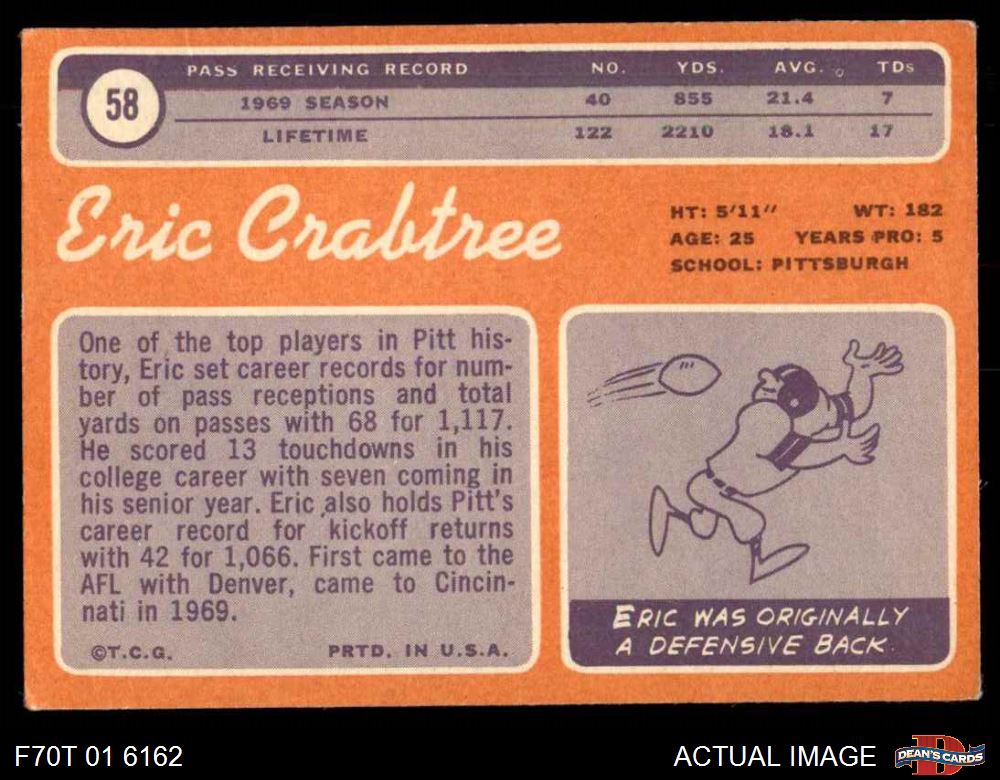 58
PASS RECEIVING RECORD NO. YDS. AVG. TDs
1969 SEASON 40 855 21.4 7
LIFETIME 122 2210 18.1 17
Eric Crabtree
HT: 5'11" WT: 182
AGE: 25 YEARS PRO: 5
SCHOOL: PITTSBURGH
One of the top players in Pitt his-
tory, Eric set career records for num-
ber of pass receptions and total
yards on passes with 68 for 1,117.
He scored 13 touchdowns in his
college career with seven coming in
his senior year. Eric also holds Pitt's
career record for kickoff returns
with 42 for 1,066. First came to the
AFL with Denver, came to Cincin-
nati in 1969.
©T.C.G. PRTD. IN U.S.A.
ERIC WAS ORIGINALLY
A DEFENSIVE BACK.
F70T 01 6162 ACTUAL IMAGE
D
DEAN'S CARDS